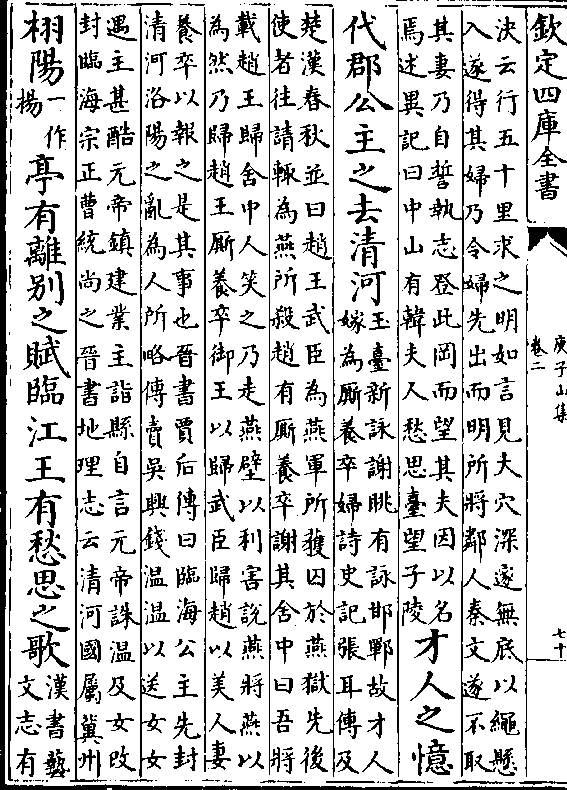 欽定四庫全書
庾子山集
卷二
七十
決云行五十里求之明如言見大穴深邃無底以繩懸
入遂得其婦乃令婦先出而明所將鄰人秦文遂不取
其妻乃自誓執志登此岡而望其夫因以名
焉述異記曰中山有韓夫人愁思臺望子陵
才人之憶
代郡公主之去清河
玉臺新詠謝朓有詠邯鄲故才人
嫁為厮養卒婦詩史記張耳傳及
楚漢春秋並曰趙王武臣為燕軍所獲囚於燕獄先後
使者往請輒為燕所殺趙有厮養卒謝其舍中曰吾將
載趙王歸舍中人笑之乃走燕壁以利害說燕將燕以
為然乃歸趙王厮養卒御王以歸武臣歸趙以美人妻
養卒以報之是其事也晉書賈后傳曰臨海公主先封
清河洛陽之亂為人所略傳賣吳興錢溫溫以送女女
遇主甚酷元帝鎮建業主詣縣自言元帝誅溫及女改
封臨海宗正曹統尚之晉書地理志云清河國屬冀州
栩陽
一作
楊
亭有離别之賦臨江王有愁思之歌
漢書藝
文志有